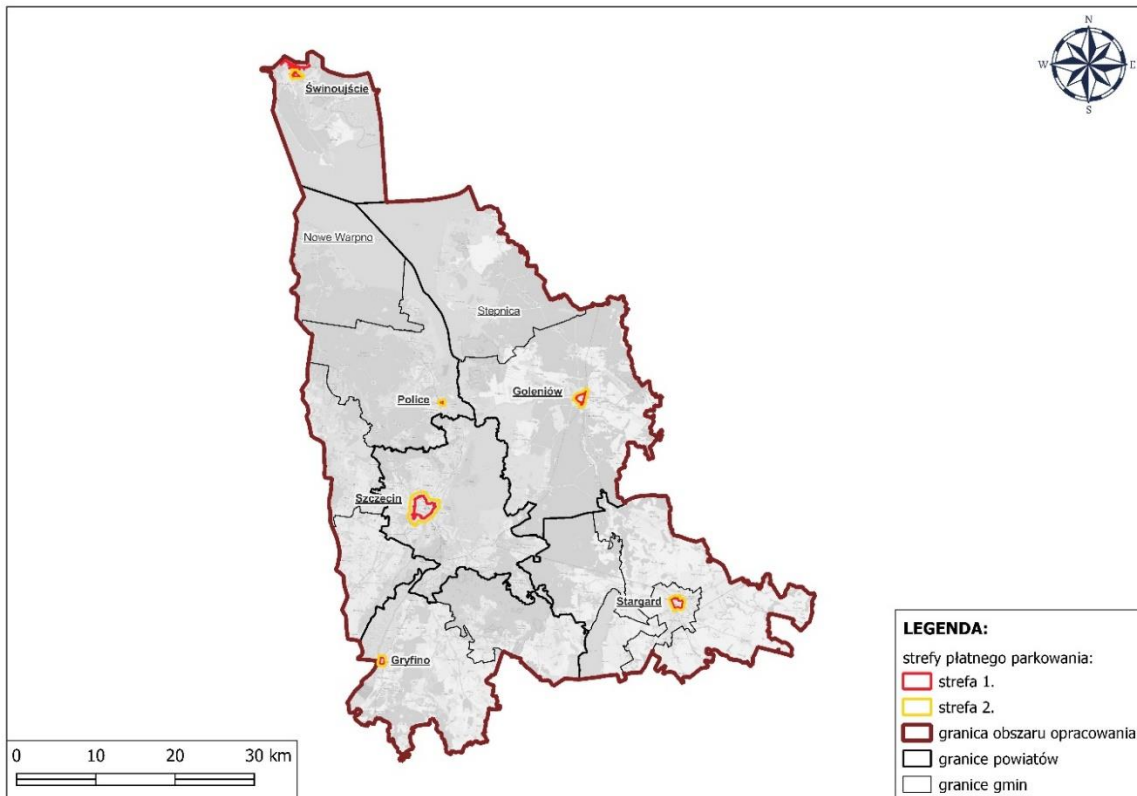 N
W
E
S
Świnoujście
Nowe Warpno
Stepnica
Goleniów
Police
Szczecin
Stargard
Gryfino
LEGENDA:
strefy płatnego parkowania:
strefa 1.
strefa 2.
granica obszaru opracowania
granice powiatów
granice gmin
0 10 20 30 km